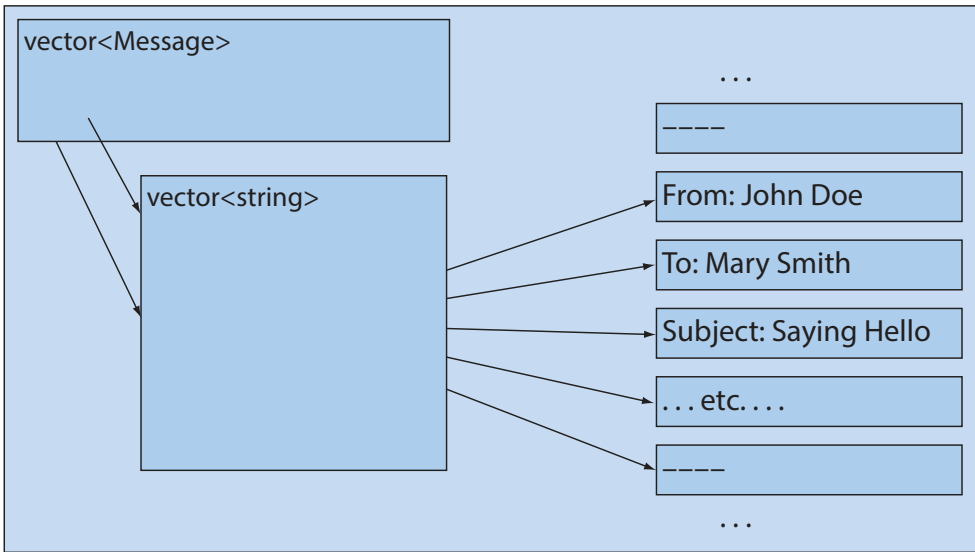 vector<Message>
vector<string>
. . .
––––
From: John Doe
To: Mary Smith
Subject: Saying Hello
. . . etc. . . .
––––
. . .